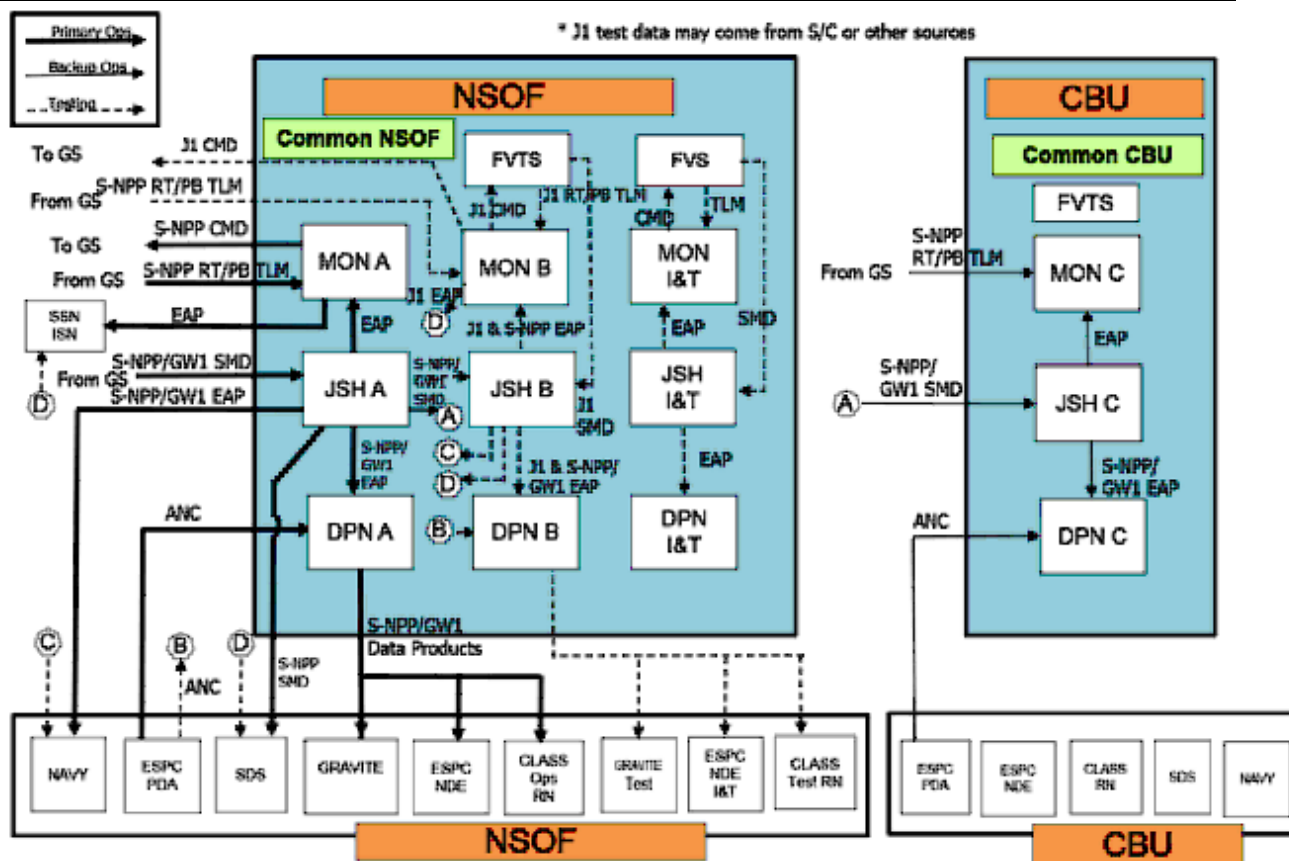 Primary Ops
Backup Ops
Testing
* J1 test data may come from S/C or other sources
NSOF
Common NSOF
CBU
Common CBU
To GS
J1 CMD
FVTS
FVS
FVTS
S-NPP RT/PB TLM
From GS
J1 CMD
J1 RT/PB TLM
CMD
TLM
To GS
S-NPP CMD
MON A
MON B
MON
I&T
S-NPP
RT/PB TLM
From GS
MON C
From GS
S-NPP RT/PB TLM
J1 EAP
D
SSN
ISN
EAP
EAP
J1 & S-NPP EAP
EAP
SMD
EAP
S-NPP/GW1 SMD
From GS
JSH A
S-NPP/
GW1
SMD
JSH B
J1
SMD
JSH
I&T
S-NPP/
GW1 SMD
A
JSH C
D
S-NPP/GW1 EAP
A
C
D
S-NPP/
GW1
EAP
J1 & S-NPP/
GW1 EAP
EAP
S-NPP/
GW1 EAP
ANC
DPN A
B
DPN B
DPN
I&T
ANC
DPN C
S-NPP/GW1
Data Products
C
B
D
ANC
S-NPP
SMD
NAVY
ESPC
PDA
SDS
GRAVITE
ESPC
NDE
CLASS
Ops
RN
GRAVITE
Test
ESPC
NDE
I&T
CLASS
Test RN
ESPC
PDA
ESPC
NDE
CLASS
RN
SDS
NAVY
NSOF
CBU